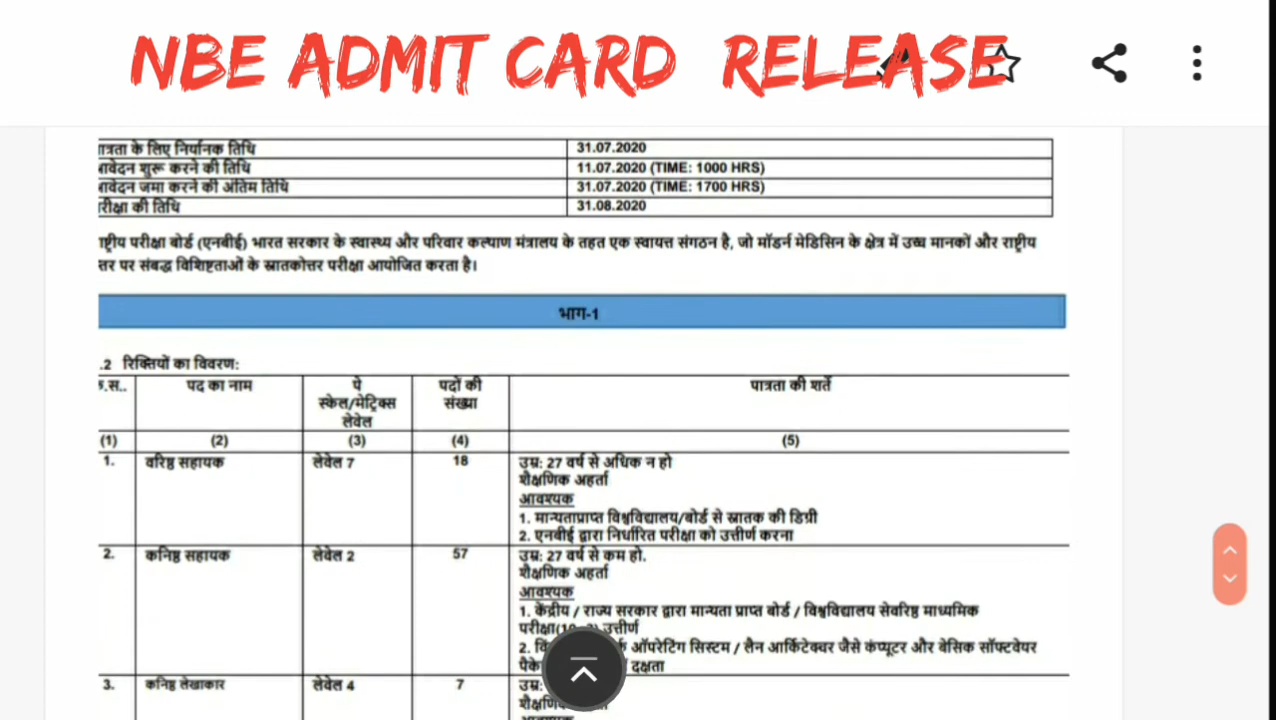 NBE ADMIT CARD RELEASE
ात्रता के लिए निर्यानक तिथि 31.07.2020
ावेदन शुरू करने की तिथि 11.07.2020 (TIME: 1000 HRS)
ावेदन जमा करने की अंतिम तिथि 31.07.2020 (TIME: 1700 HRS)
रीक्षा की तिथि 31.08.2020
ाष्ट्रीय परीक्षा बोर्ड (एनबीई) भारत सरकार के स्वास्थ्य और परिवार कल्याण मंत्रालय के तहत एक स्वायत्त संगठन है, जो मॉडर्न मेडिसिन के क्षेत्र में उच्च मानकों और राष्ट्रीय
तर पर संबद्ध विशिष्टताओं के स्नातकोत्तर परीक्षा आयोजित करता है।
भाग-1
.2 रिक्तियों का विवरण:
क.स.. पद का नाम पे पदों की पात्रता की शर्ते
स्केल/मेट्रिक्स संख्या
लेवेल
(1) (2) (3) (4) (5)
1. वरिष्ठ सहायक लेवेल 7 18 उम्र: 27 वर्ष से अधिक न हो
शैक्षणिक अहर्ता
आवश्यक
1. मान्यताप्राप्त विश्वविद्यालय/बोर्ड से स्नातक की डिग्री
2. एनबीई द्वारा निर्धारित परीक्षा को उत्तीर्ण करना
2. कनिष्ठ सहायक लेवेल 2 57 उम्र: 27 वर्ष से कम हो.
शैक्षणिक अहर्ता
आवश्यक
1. केंद्रीय / राज्य सरकार द्वारा मान्यता प्राप्त बोर्ड / विश्वविद्यालय सेवरिष्ठ माध्यमिक
उत्तीर्ण
2. ऑपरेटिंग सिस्टम / लैन आर्किटेक्चर जैसे कंप्यूटर और बेसिक सॉफ्टवेयर
पैके दक्षता
3. कनिष्ठ लेखाकार लेवेल 4 7 उम्र: